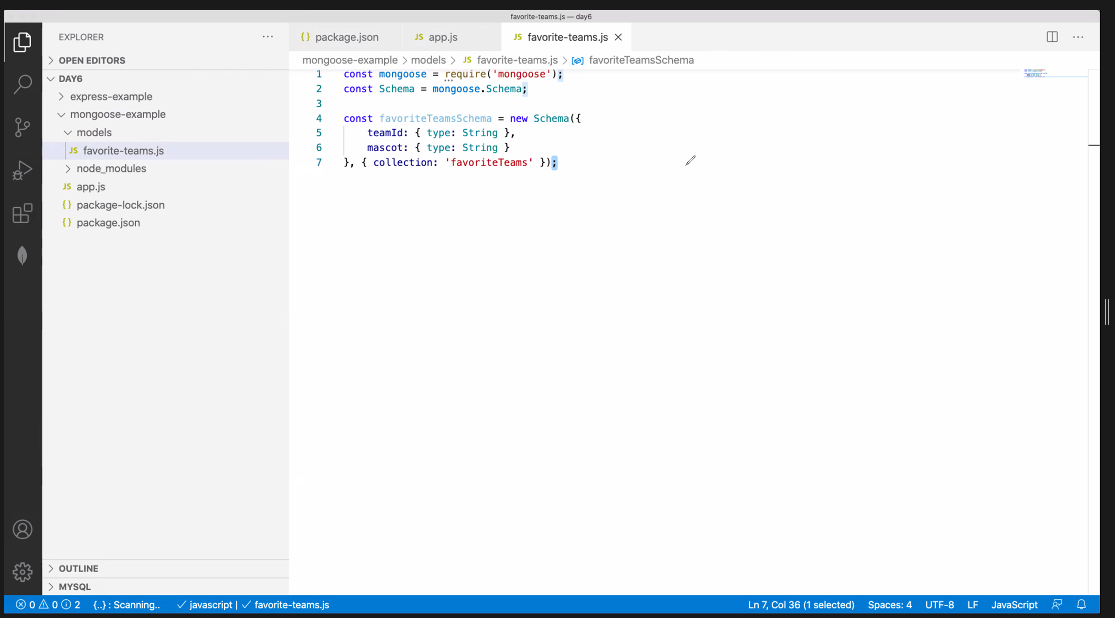 favorite-teams.js — day6
EXPLORER
OPEN EDITORS
DAY6
express-example
mongoose-example
models
JS favorite-teams.js
node_modules
JS app.js
{} package-lock.json
{} package.json
OUTLINE
MYSQL
{} package.json
JS app.js
JS favorite-teams.js
mongoose-example > models > JS favorite-teams.js > favoriteTeamsSchema
1 const mongoose = require('mongoose');
2 const Schema = mongoose.Schema;
3
4 const favoriteTeamsSchema = new Schema({
5 teamId: { type: String },
6 mascot: { type: String }
7 }, { collection: 'favoriteTeams' });
0 0 2 {..} : Scanning.. javascript | favorite-teams.js Ln 7, Col 36 (1 selected) Spaces: 4 UTF-8 LF JavaScript